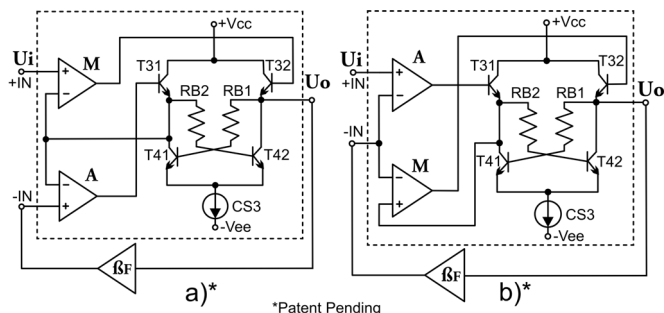 +Vcc
Ui
M
T31
T32
+IN
+
−
RB2
RB1
Uo
T41
T42
−
A
-IN
+
CS3
-Vee
ßF
a)*
+Vcc
Ui
A
T31
T32
+IN
+
−
RB2
RB1
Uo
-IN
T41
T42
−
M
+
CS3
-Vee
ßF
b)*
*Patent Pending